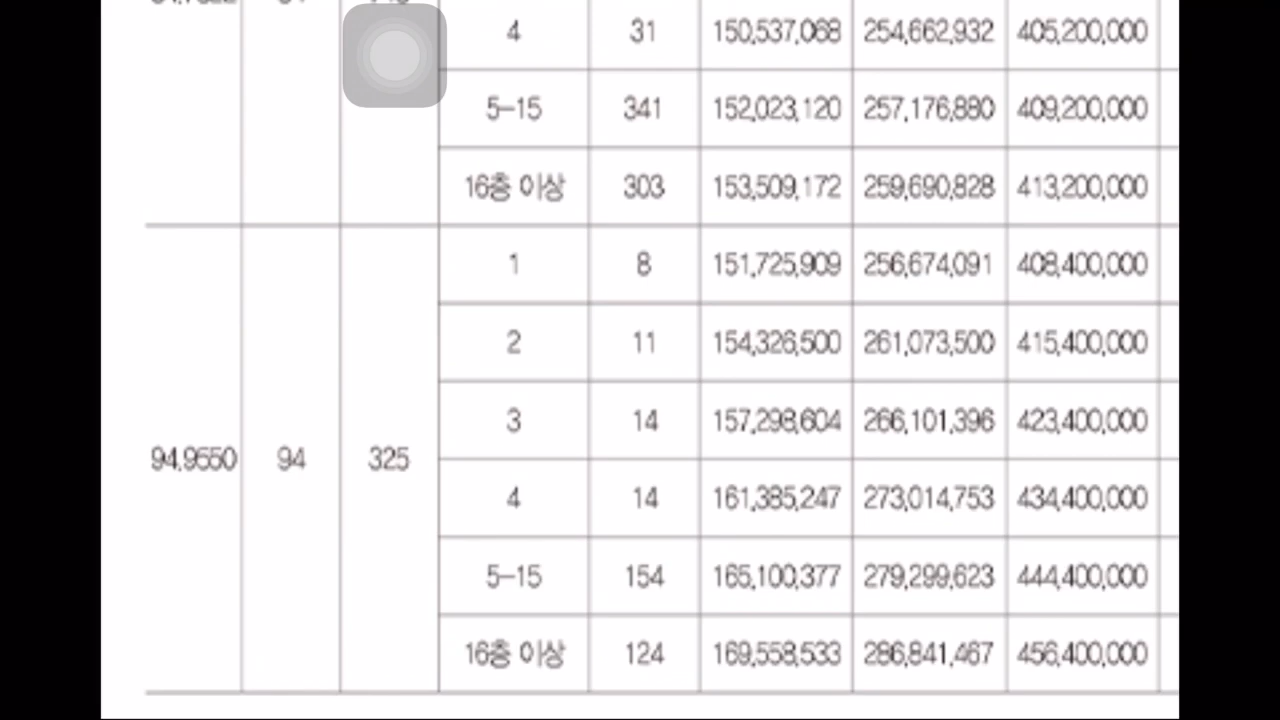 4 31 150,537,068 254,662,932 405,200,000
5-15 341 152,023,120 257,176,880 409,200,000
16층 이상 303 153,509,172 259,690,828 413,200,000
1 8 151,725,909 256,674,091 408,400,000
2 11 154,326,500 261,073,500 415,400,000
3 14 157,298,604 266,101,396 423,400,000
94.9550 94 325
4 14 161,385,247 273,014,753 434,400,000
5-15 154 165,100,377 279,299,623 444,400,000
16층 이상 124 169,558,533 286,841,467 456,400,000